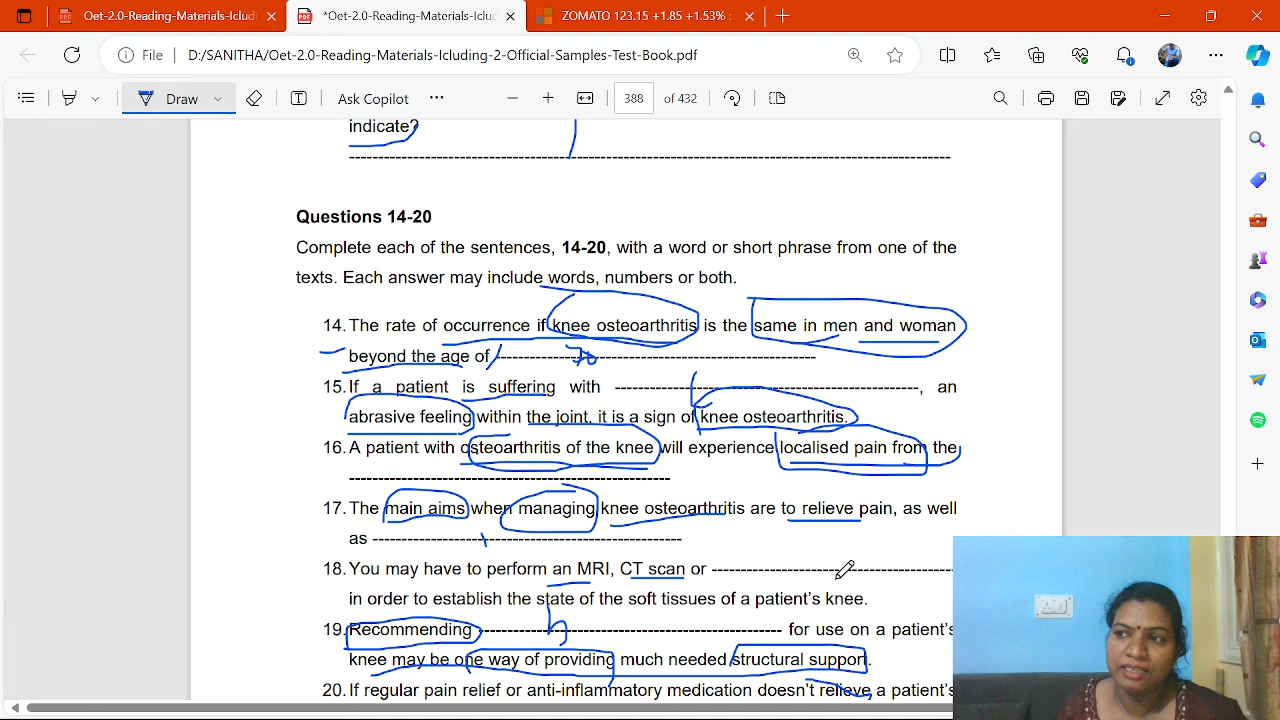 Oet-2.0-Reading-Materials-Icludi
*Oet-2.0-Reading-Materials-Icluc
ZOMATO 123.15 +1.85 +1.53% :
File
D:/SANITHA/Oet-2.0-Reading-Materials-Icluding-2-Official-Samples-Test-Book.pdf
Draw
Ask Copilot
388 of 432
indicate?
Questions 14-20
Complete each of the sentences, 14-20, with a word or short phrase from one of the
texts. Each answer may include words, numbers or both.
14. The rate of occurrence if knee osteoarthritis is the same in men and woman
beyond the age of ---------- 70
15. If a patient is suffering with ----------, an
abrasive feeling within the joint, it is a sign of knee osteoarthritis.
16. A patient with osteoarthritis of the knee will experience localised pain from the
----------
17. The main aims when managing knee osteoarthritis are to relieve pain, as well
as ----------
18. You may have to perform an MRI, CT scan or ----------
in order to establish the state of the soft tissues of a patient's knee.
19. Recommending ---------- for use on a patient's
knee may be one way of providing much needed structural support.
20. If regular pain relief or anti-inflammatory medication doesn't relieve a patient's